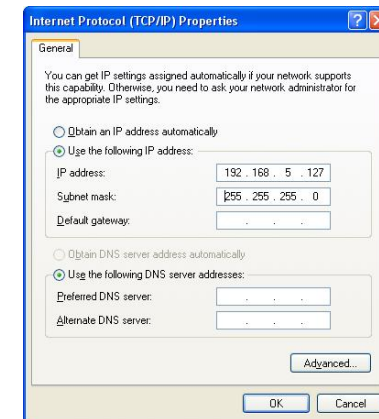 Internet Protocol (TCP/IP) Properties
General
You can get IP settings assigned automatically if your network supports
this capability. Otherwise, you need to ask your network administrator for
the appropriate IP settings.
Obtain an IP address automatically
Use the following IP address:
IP address: 192 . 168 . 5 . 127
Subnet mask: 255 . 255 . 255 . 0
Default gateway: . . .
Obtain DNS server address automatically
Use the following DNS server addresses:
Preferred DNS server: . . .
Alternate DNS server: . . .
Advanced...
OK Cancel